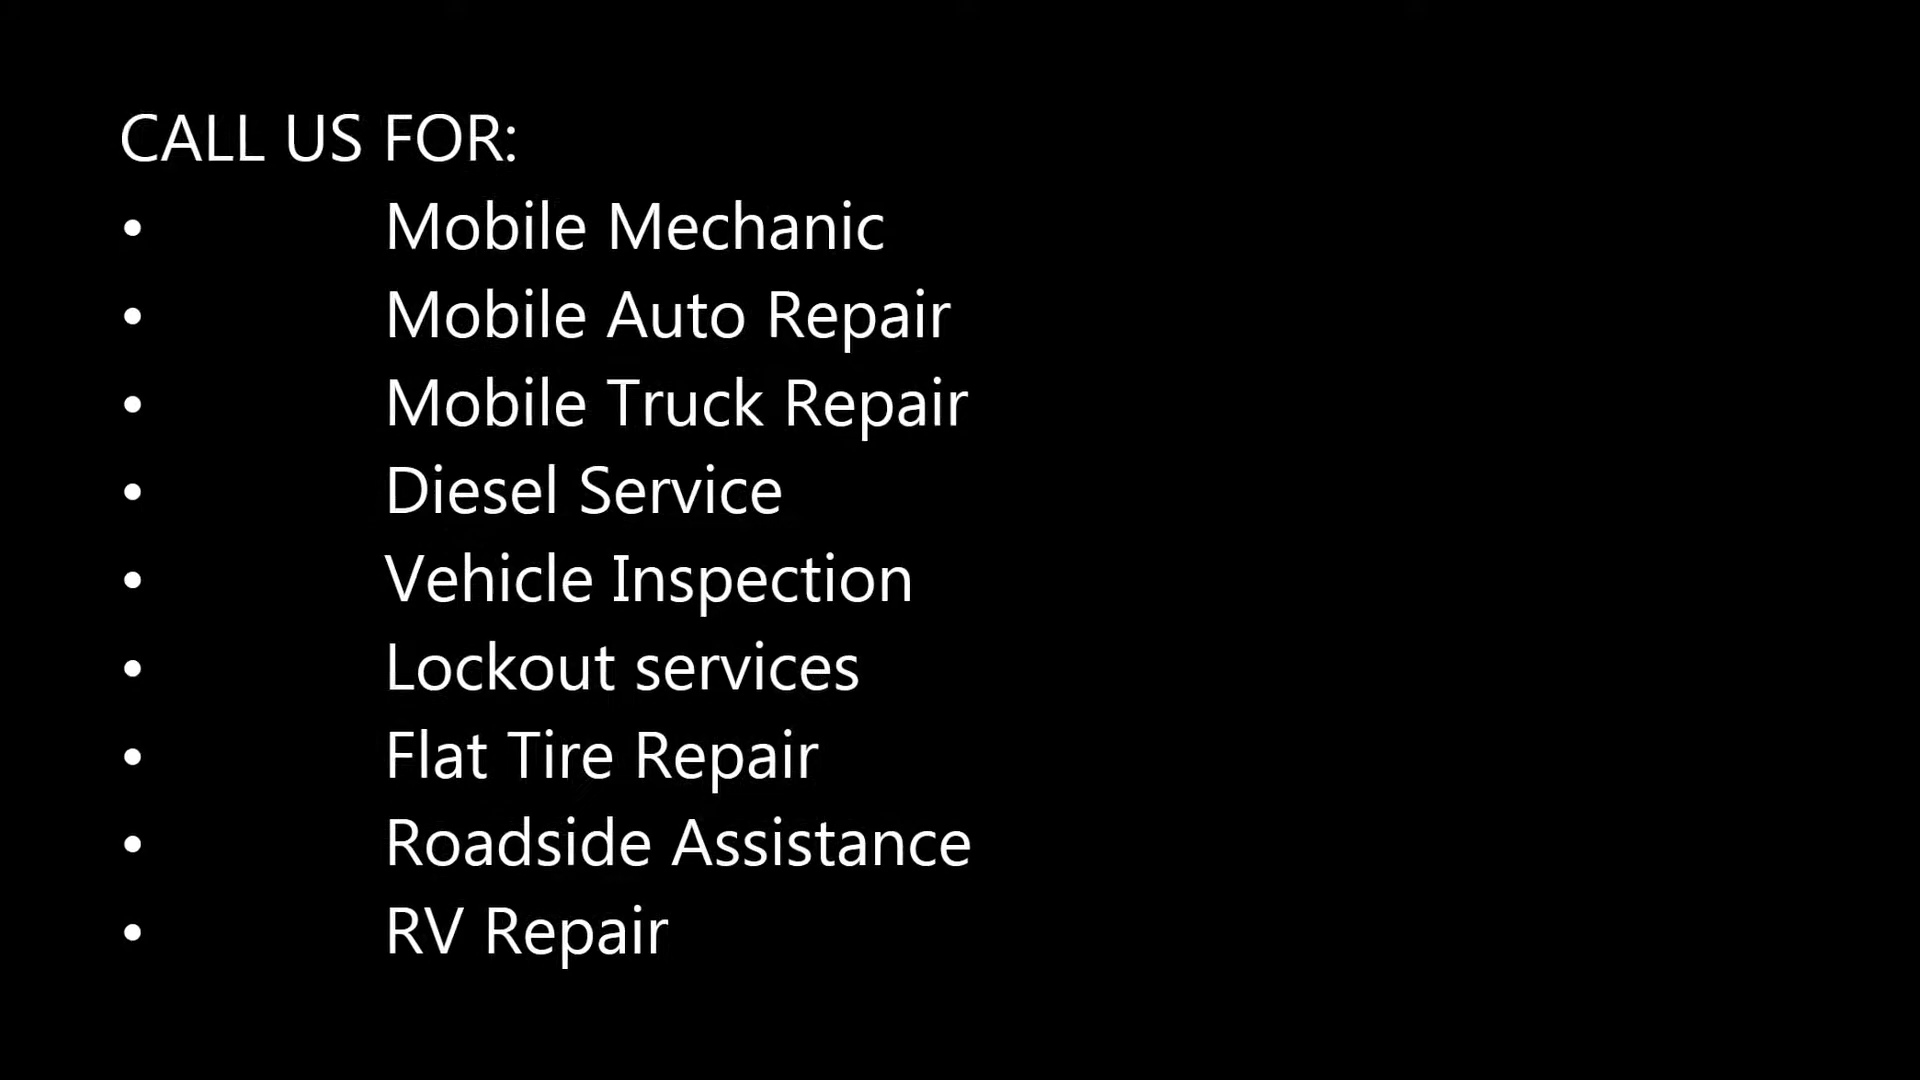 CALL US FOR:
• Mobile Mechanic
• Mobile Auto Repair
• Mobile Truck Repair
• Diesel Service
• Vehicle Inspection
• Lockout services
• Flat Tire Repair
• Roadside Assistance
• RV Repair